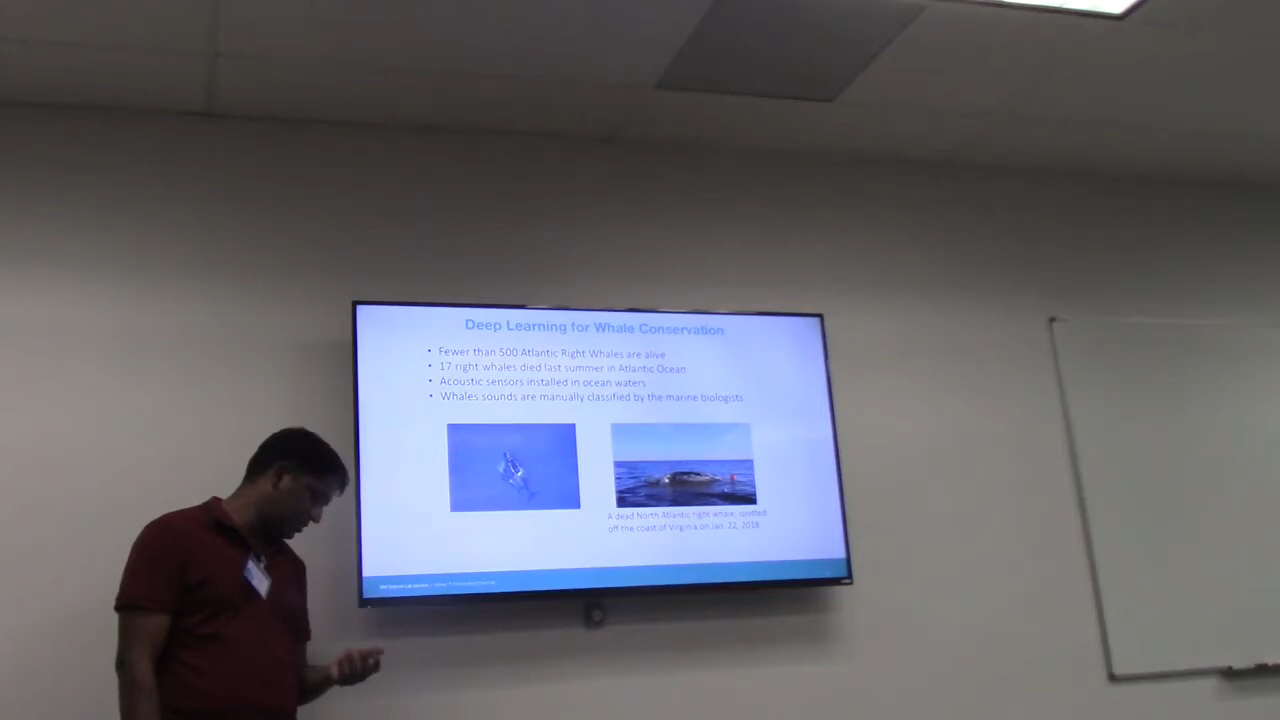 Deep Learning for Whale Conservation
• Fewer than 500 Atlantic Right Whales are alive
• 17 right whales died last summer in Atlantic Ocean
• Acoustic sensors installed in ocean waters
• Whales sounds are manually classified by the marine biologists
A dead North Atlantic right whale, spotted
off the coast of Virginia on Jan. 22, 2018.